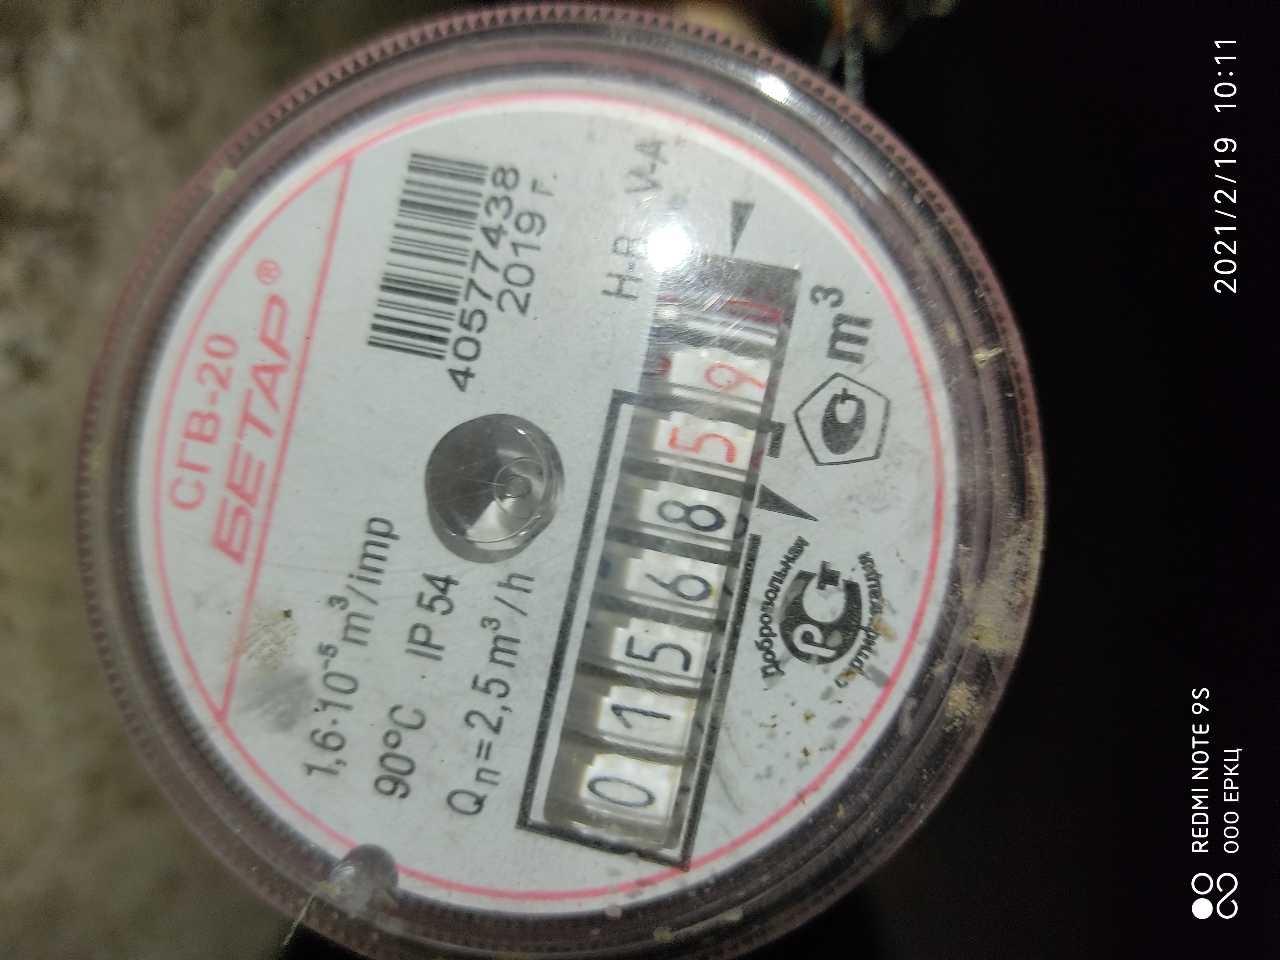 СГВ-20
БЕТАР®
1,6·10⁻⁵ m³/imp
90°C IP 54
Qn=2,5 m³/h
40577438
2019 г.
H-B V-A
0 1 5 6 8 5 9
m³
Добровольная
РСТ
2021/2/19 10:11
REDMI NOTE 9S
ООО ЕРКЦ